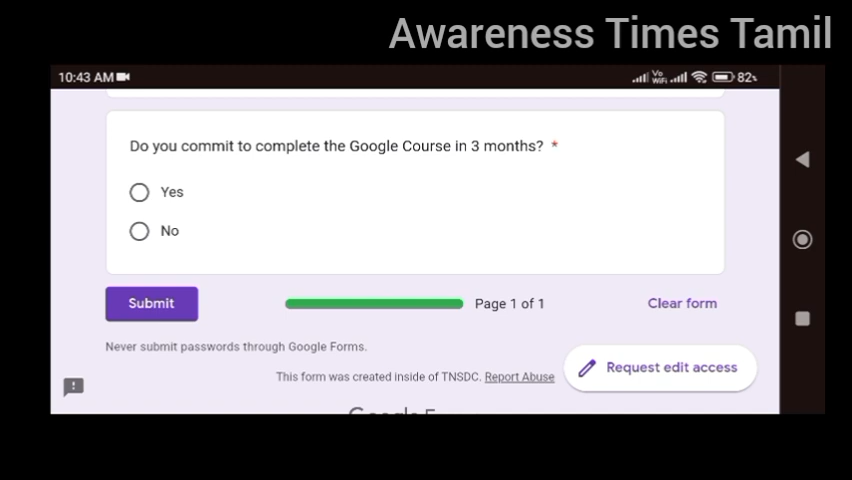 Awareness Times Tamil
10:43 AM
Vo
WiFi
82%
Do you commit to complete the Google Course in 3 months? *
Yes
No
Submit
Page 1 of 1
Clear form
Never submit passwords through Google Forms.
Request edit access
This form was created inside of TNSDC. Report Abuse